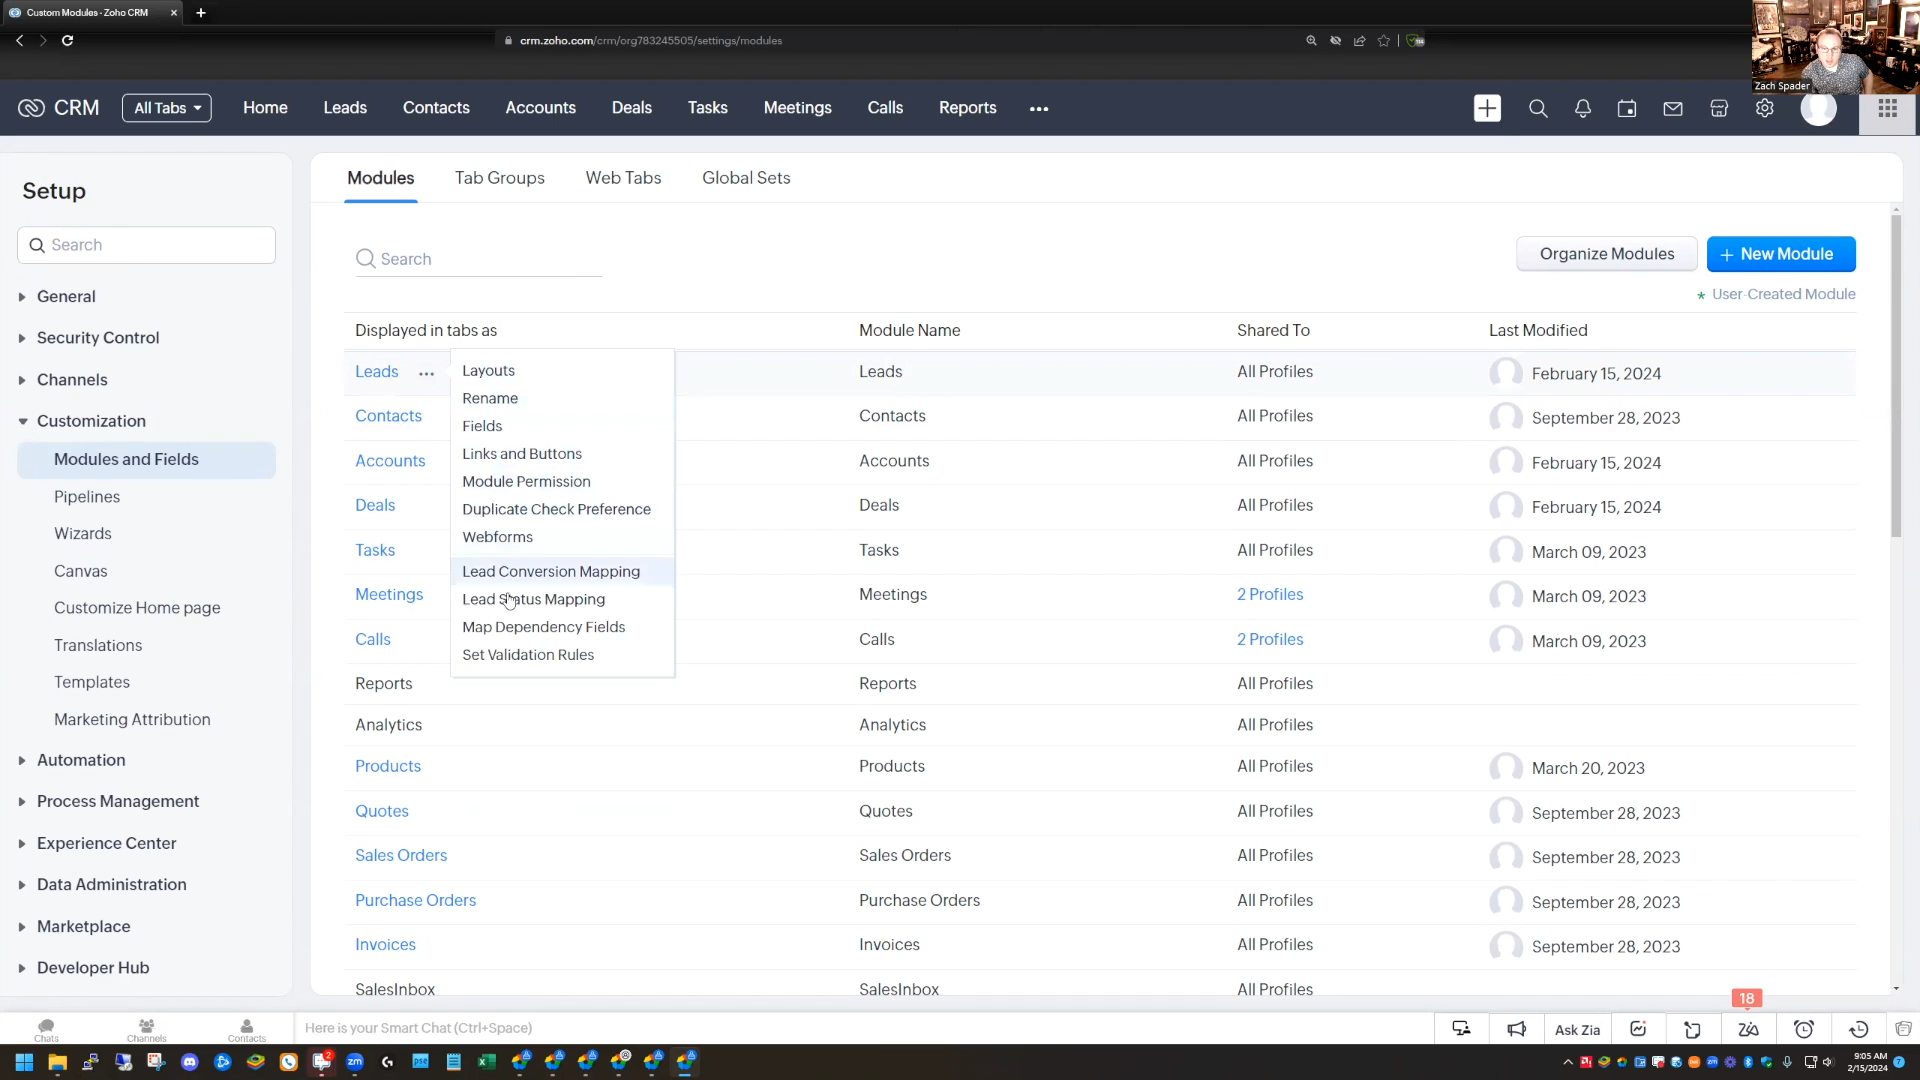 Custom Modules - Zoho CRM
crm.zoho.com/crm/org783245505/settings/modules
Zach Spader
CRM
All Tabs
Home
Leads
Contacts
Accounts
Deals
Tasks
Meetings
Calls
Reports
Setup
Search
General
Security Control
Channels
Customization
Modules and Fields
Pipelines
Wizards
Canvas
Customize Home page
Translations
Templates
Marketing Attribution
Automation
Process Management
Experience Center
Data Administration
Marketplace
Developer Hub
Modules
Tab Groups
Web Tabs
Global Sets
Search
Organize Modules
+ New Module
* User-Created Module
Displayed in tabs as Module Name Shared To Last Modified
Leads ... Leads All Profiles February 15, 2024
Contacts Contacts All Profiles September 28, 2023
Accounts Accounts All Profiles February 15, 2024
Deals Deals All Profiles February 15, 2024
Tasks Tasks All Profiles March 09, 2023
Meetings Meetings 2 Profiles March 09, 2023
Calls Calls 2 Profiles March 09, 2023
Reports Reports All Profiles
Analytics Analytics All Profiles
Products Products All Profiles March 20, 2023
Quotes Quotes All Profiles September 28, 2023
Sales Orders Sales Orders All Profiles September 28, 2023
Purchase Orders Purchase Orders All Profiles September 28, 2023
Invoices Invoices All Profiles September 28, 2023
SalesInbox SalesInbox All Profiles
Layouts
Rename
Fields
Links and Buttons
Module Permission
Duplicate Check Preference
Webforms
Lead Conversion Mapping
Lead Status Mapping
Map Dependency Fields
Set Validation Rules
18
Chats
Channels
Contacts
Here is your Smart Chat (Ctrl+Space)
Ask Zia
9:05 AM
2/15/2024